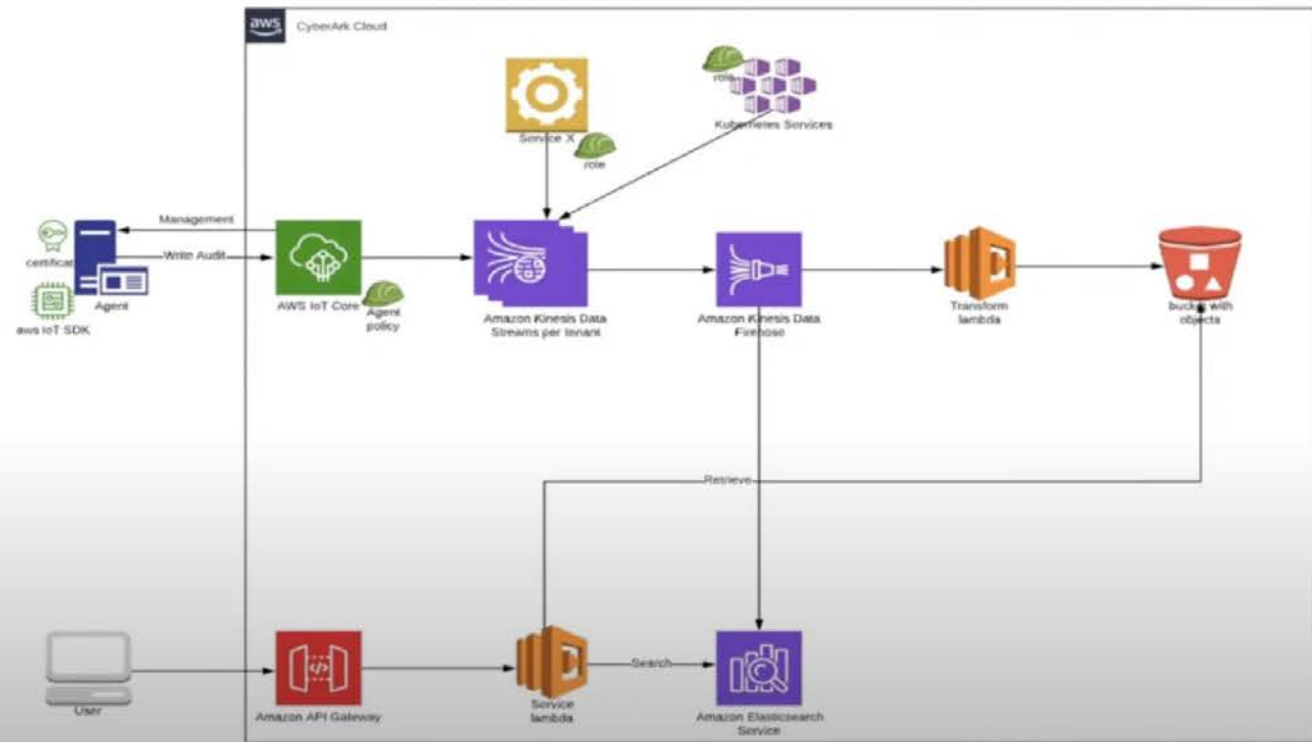 aws
CyberArk Cloud
role
Service X
role
Kubernetes Services
Management
Write Audit
certificat
Agent
aws IoT SDK
AWS IoT Core
Agent
policy
Amazon Kinesis Data
Streams per tenant
Amazon Kinesis Data
Firehose
Transform
lambda
bucket with
objects
Retrieve
User
Amazon API Gateway
Service
lambda
Search
Amazon Elasticsearch
Service